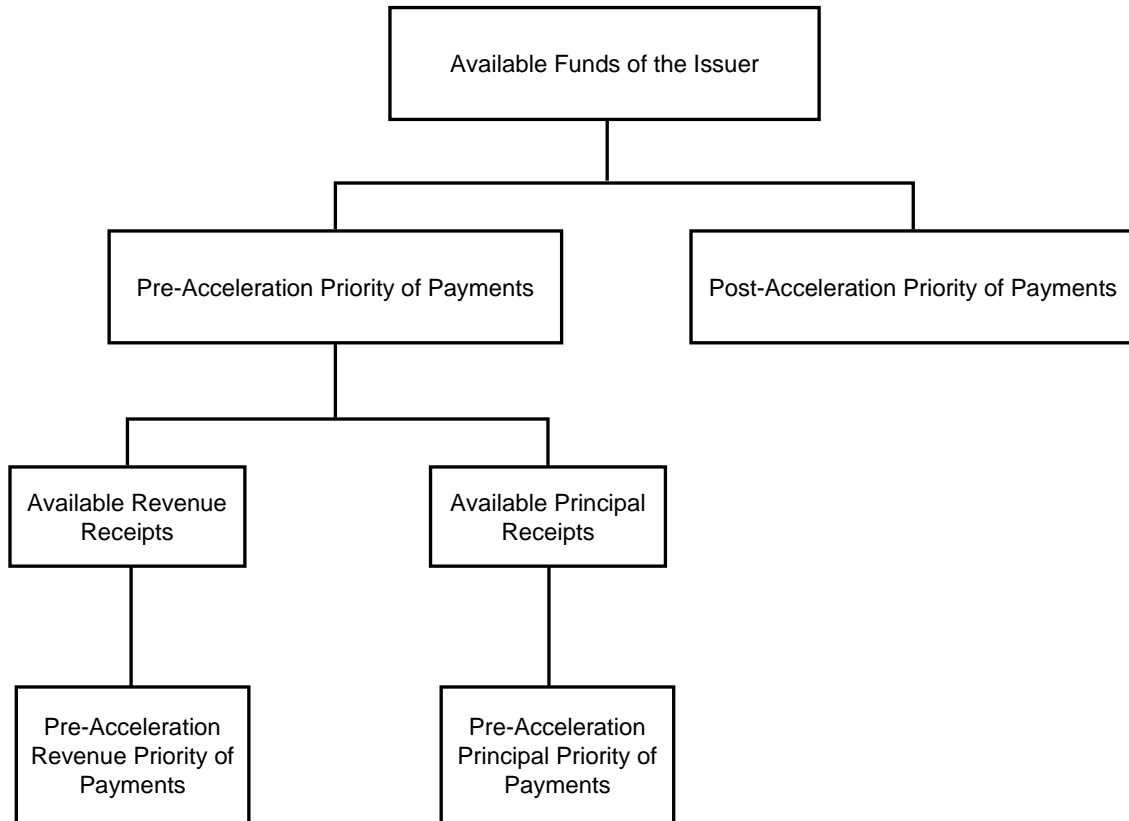 Available Funds of the Issuer
Pre-Acceleration Priority of Payments
Post-Acceleration Priority of Payments
Available Revenue
Receipts
Available Principal
Receipts
Pre-Acceleration
Revenue Priority of
Payments
Pre-Acceleration
Principal Priority of
Payments